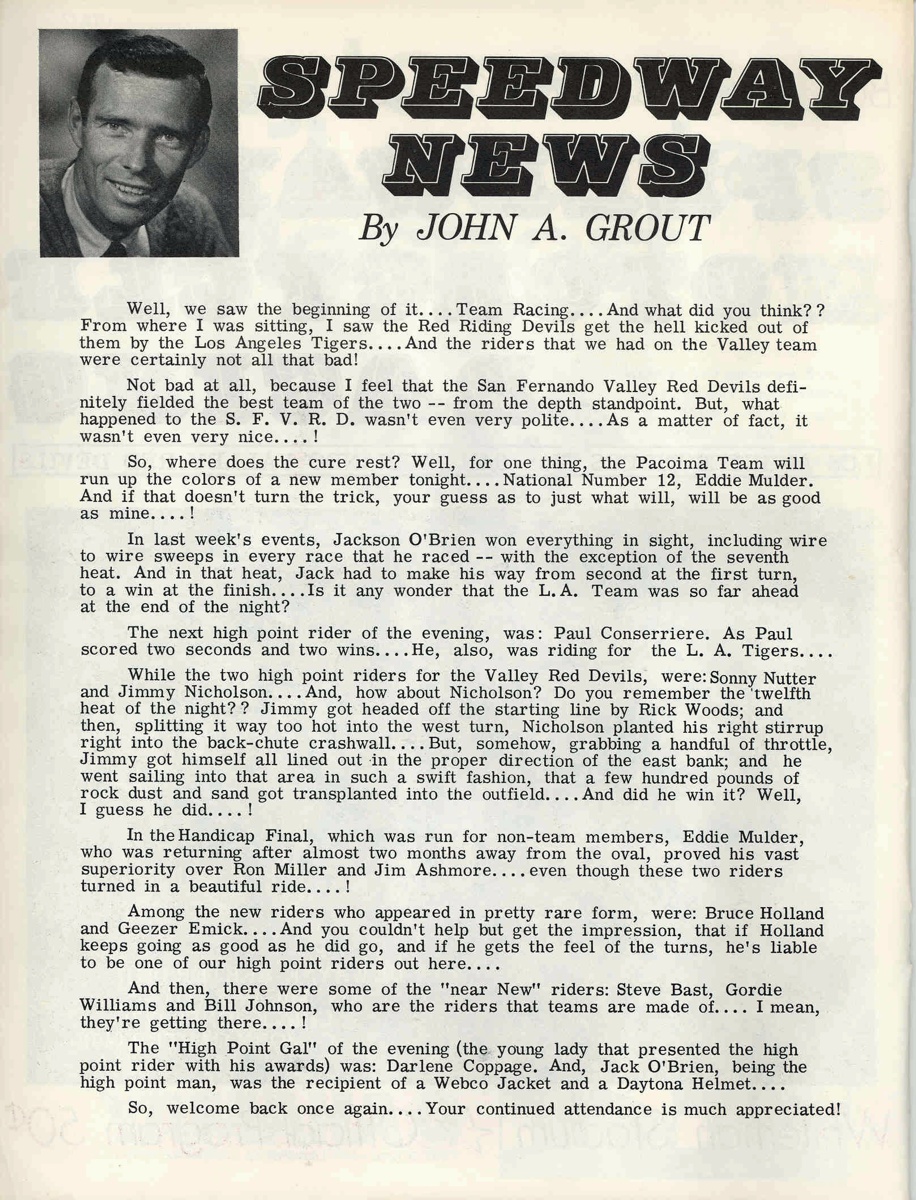 SPEEDWAY
NEWS
By JOHN A. GROUT
Well, we saw the beginning of it....Team Racing....And what did you think??
From where I was sitting, I saw the Red Riding Devils get the hell kicked out of
them by the Los Angeles Tigers....And the riders that we had on the Valley team
were certainly not all that bad!
Not bad at all, because I feel that the San Fernando Valley Red Devils defi-
nitely fielded the best team of the two -- from the depth standpoint. But, what
happened to the S. F. V. R. D. wasn't even very polite....As a matter of fact, it
wasn't even very nice....!
So, where does the cure rest? Well, for one thing, the Pacoima Team will
run up the colors of a new member tonight....National Number 12, Eddie Mulder.
And if that doesn't turn the trick, your guess as to just what will, will be as good
as mine....!
In last week's events, Jackson O'Brien won everything in sight, including wire
to wire sweeps in every race that he raced -- with the exception of the seventh
heat. And in that heat, Jack had to make his way from second at the first turn,
to a win at the finish....Is it any wonder that the L.A. Team was so far ahead
at the end of the night?
The next high point rider of the evening, was: Paul Conserriere. As Paul
scored two seconds and two wins....He, also, was riding for the L. A. Tigers....
While the two high point riders for the Valley Red Devils, were: Sonny Nutter
and Jimmy Nicholson....And, how about Nicholson? Do you remember the twelfth
heat of the night?? Jimmy got headed off the starting line by Rick Woods; and
then, splitting it way too hot into the west turn, Nicholson planted his right stirrup
right into the back-chute crashwall....But, somehow, grabbing a handful of throttle,
Jimmy got himself all lined out in the proper direction of the east bank; and he
went sailing into that area in such a swift fashion, that a few hundred pounds of
rock dust and sand got transplanted into the outfield....And did he win it? Well,
I guess he did....!
In the Handicap Final, which was run for non-team members, Eddie Mulder,
who was returning after almost two months away from the oval, proved his vast
superiority over Ron Miller and Jim Ashmore....even though these two riders
turned in a beautiful ride....!
Among the new riders who appeared in pretty rare form, were: Bruce Holland
and Geezer Emick....And you couldn't help but get the impression, that if Holland
keeps going as good as he did go, and if he gets the feel of the turns, he's liable
to be one of our high point riders out here....
And then, there were some of the "near New" riders: Steve Bast, Gordie
Williams and Bill Johnson, who are the riders that teams are made of.... I mean,
they're getting there....!
The "High Point Gal" of the evening (the young lady that presented the high
point rider with his awards) was: Darlene Coppage. And, Jack O'Brien, being the
high point man, was the recipient of a Webco Jacket and a Daytona Helmet....
So, welcome back once again....Your continued attendance is much appreciated!